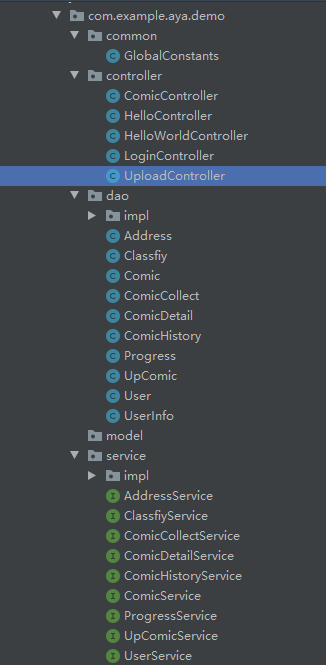 com.example.aya.demo
common
GlobalConstants
controller
ComicController
HelloController
HelloWorldController
LoginController
UploadController
dao
impl
Address
Classfiy
Comic
ComicCollect
ComicDetail
ComicHistory
Progress
UpComic
User
UserInfo
model
service
impl
AddressService
ClassfiyService
ComicCollectService
ComicDetailService
ComicHistoryService
ComicService
ProgressService
UpComicService
UserService